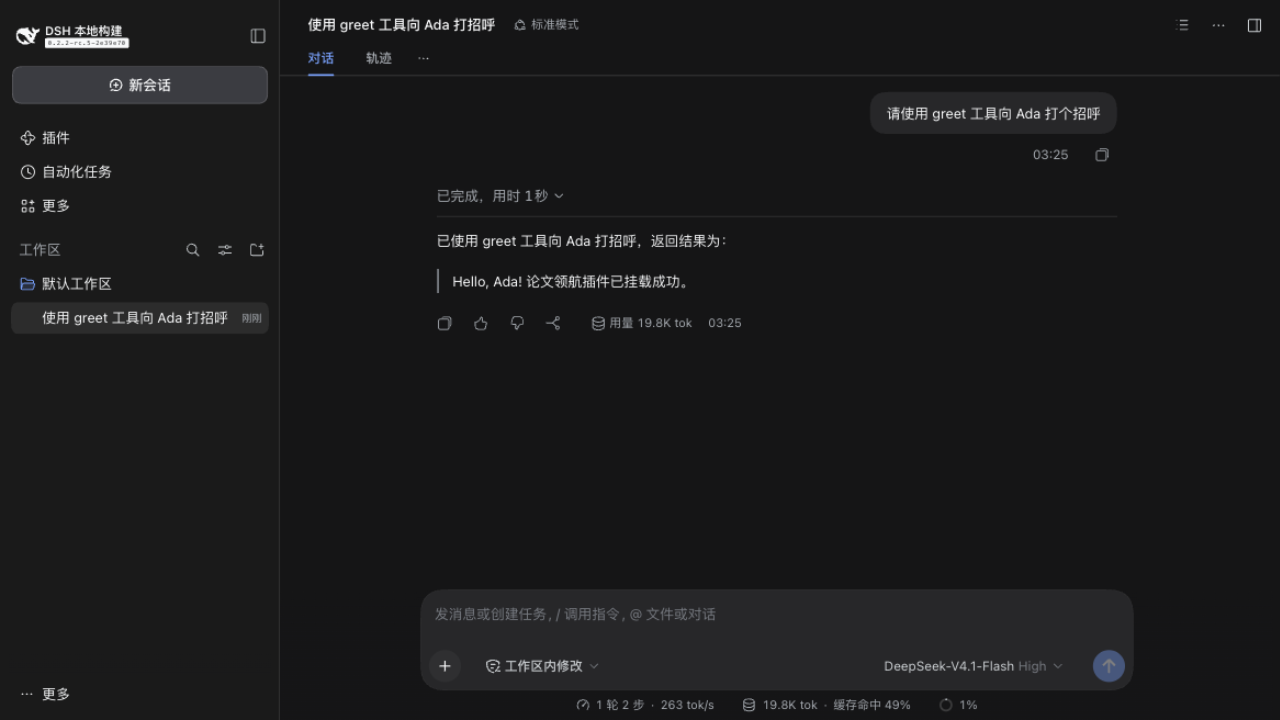 DSH 本地构建
0.2.2-rc.5-2e39e70
新会话
插件
自动化任务
更多
工作区
默认工作区
使用 greet 工具向 Ada 打招呼 刚刚
更多
使用 greet 工具向 Ada 打招呼 标准模式
对话 轨迹 ···
请使用 greet 工具向 Ada 打个招呼
03:25
已完成，用时 1 秒
已使用 greet 工具向 Ada 打招呼，返回结果为：
Hello, Ada! 论文领航插件已挂载成功。
用量 19.8K tok 03:25
发消息或创建任务, / 调用指令, @ 文件或对话
工作区内修改
DeepSeek-V4.1-Flash High
1 轮 2 步 · 263 tok/s 19.8K tok · 缓存命中 49% 1%